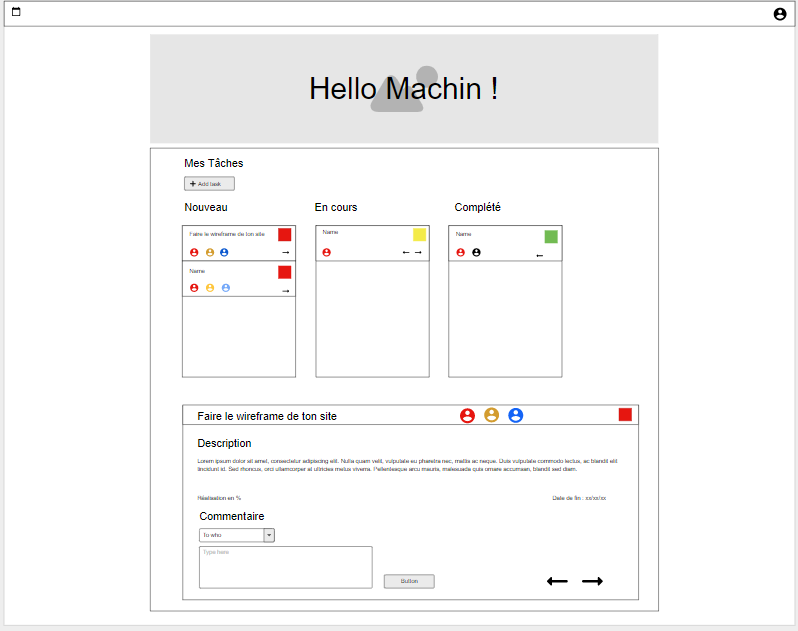 Hello Machin !
Mes Tâches
Add task
Nouveau
En cours
Complété
Faire le wireframe de ton site
Name
Name
Name
Faire le wireframe de ton site
Description
Lorem ipsum dolor sit amet, consectetur adipiscing elit. Nulla quam velit, vulputate eu pharetra nec, mattis ac neque. Duis vulputate commodo lectus, ac blandit elit
tincidunt id. Sed rhoncus, orci ullamcorper at ultricies metus viverra. Pellentesque arcu mauris, malesuada quis ornare accumsan, blandit sed diam.
Réalisation en %
Date de fin : xx/xx/xx
Commentaire
To who
Type here
Button